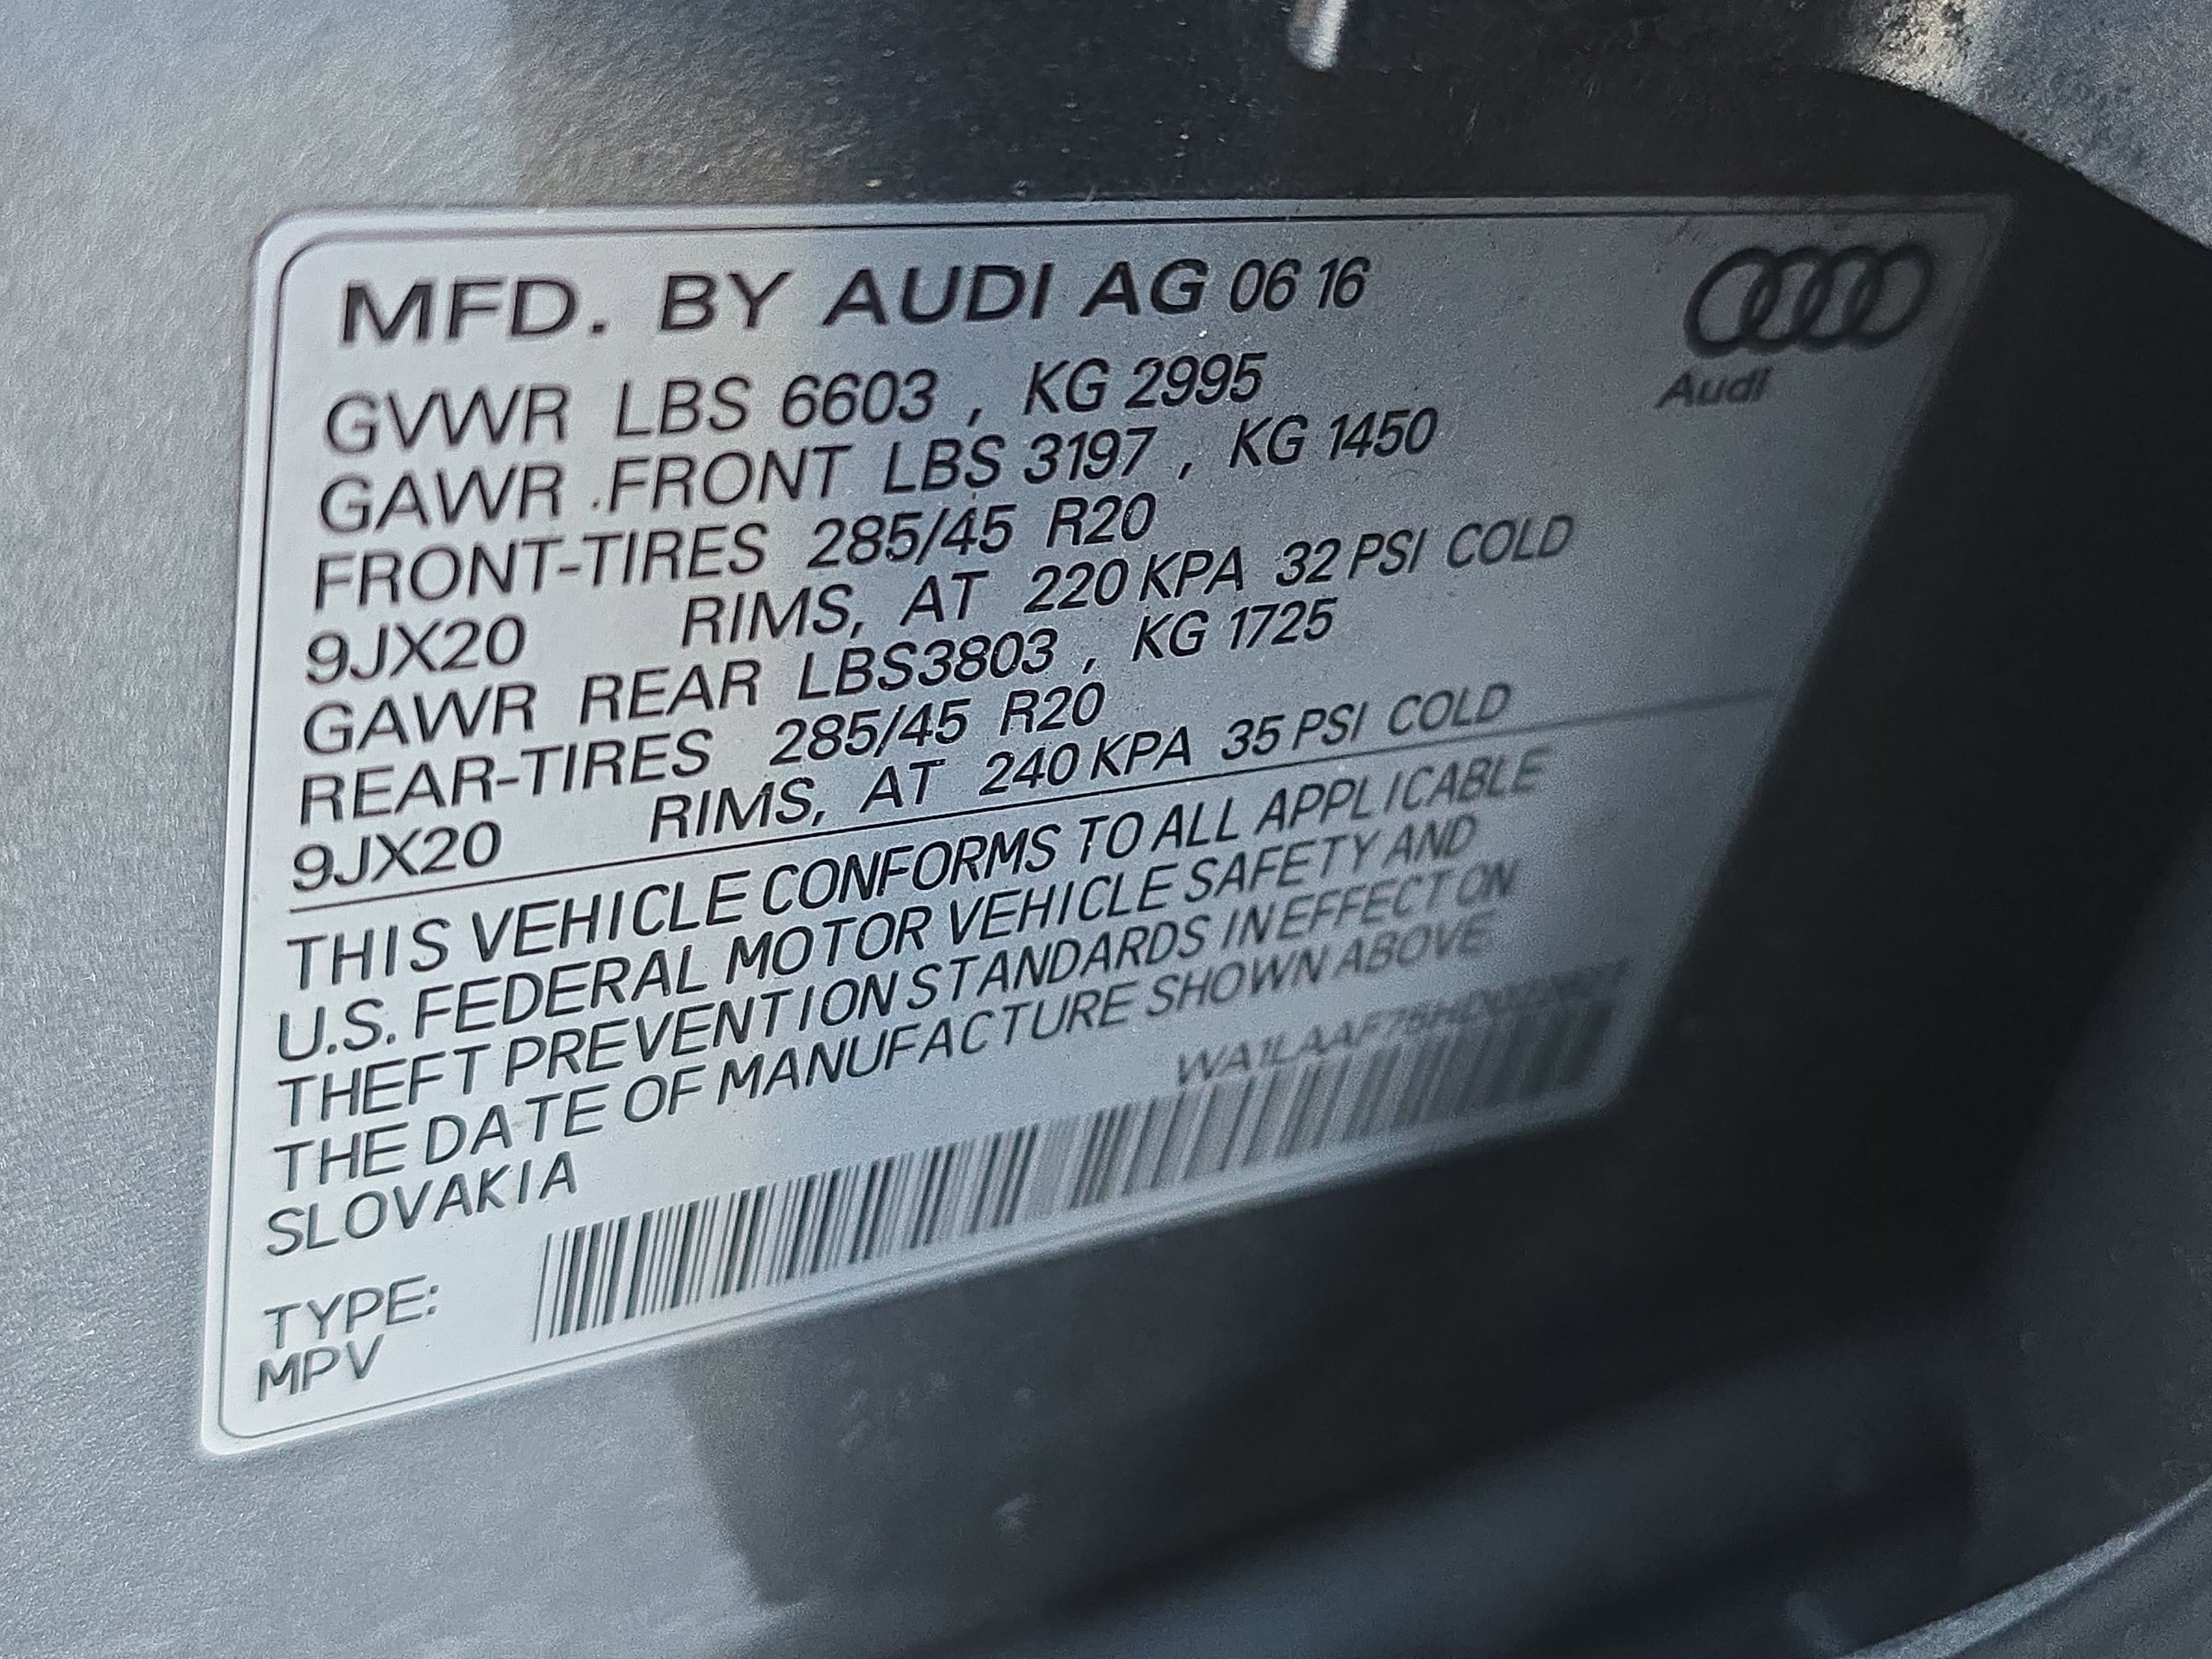 MFD. BY AUDI AG 06 16
Audi
GVWR LBS 6603 , KG 2995
GAWR .FRONT LBS 3197 , KG 1450
FRONT-TIRES 285/45 R20
9JX20 RIMS, AT 220 KPA 32 PSI COLD
GAWR REAR LBS3803 , KG 1725
REAR-TIRES 285/45 R20
9JX20 RIMS, AT 240 KPA 35 PSI COLD
THIS VEHICLE CONFORMS TO ALL APPLICABLE
U.S. FEDERAL MOTOR VEHICLE SAFETY AND
THEFT PREVENTION STANDARDS IN EFFECT ON
THE DATE OF MANUFACTURE SHOWN ABOVE
SLOVAKIA
TYPE:
MPV